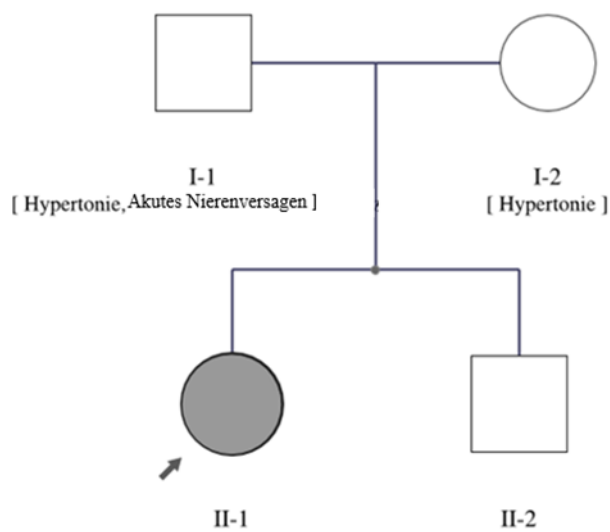 I-1
I-2
[ Hypertonie, Akutes Nierenversagen ]
[ Hypertonie ]
II-1
II-2